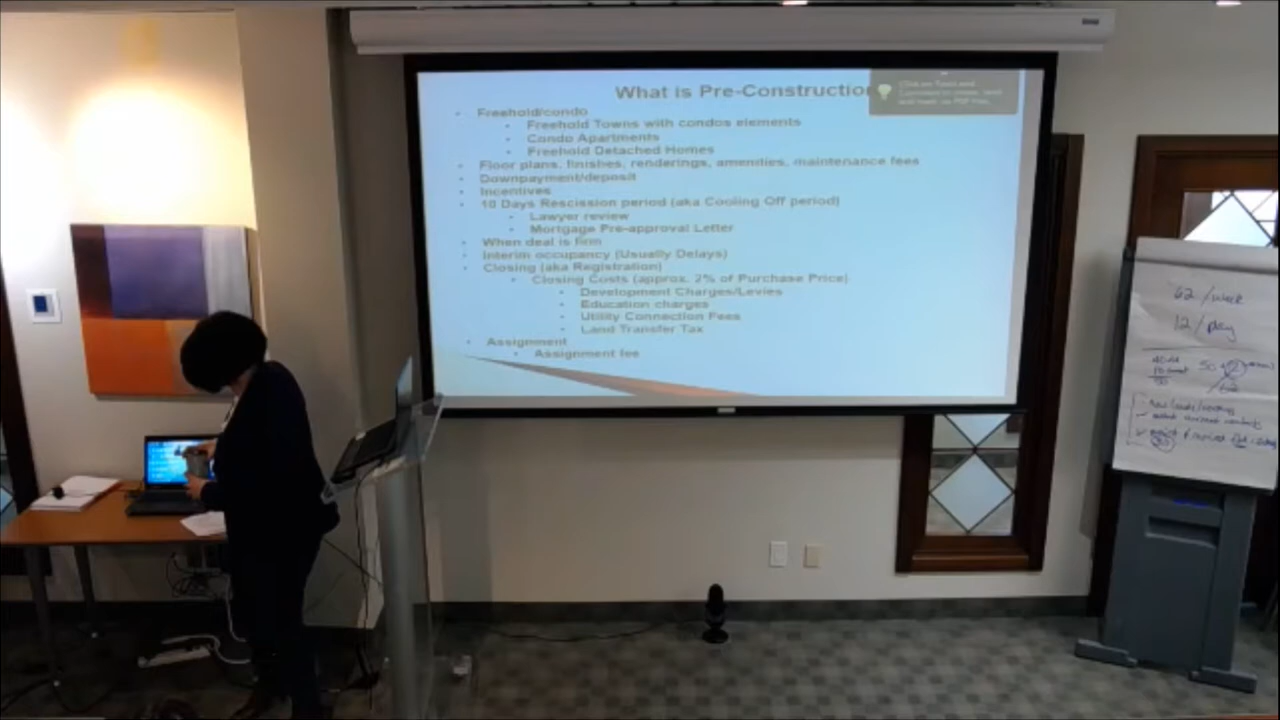 What is Pre-Construction
Freehold/condo
Freehold Towns with condos elements
Condo Apartments
Freehold Detached Homes
Floor plans, finishes, renderings, amenities, maintenance fees
Downpayment/deposit
Incentives
10 Days Rescission period (aka Cooling Off period)
Lawyer review
Mortgage Pre-approval Letter
When deal is firm
Interim occupancy (Usually Delays)
Closing (aka Registration)
Closing Costs (approx. 2% of Purchase Price)
Development Charges/Levies
Education charges
Utility Connection Fees
Land Transfer Tax
Assignment
Assignment fee
62 /week
12 /day
50